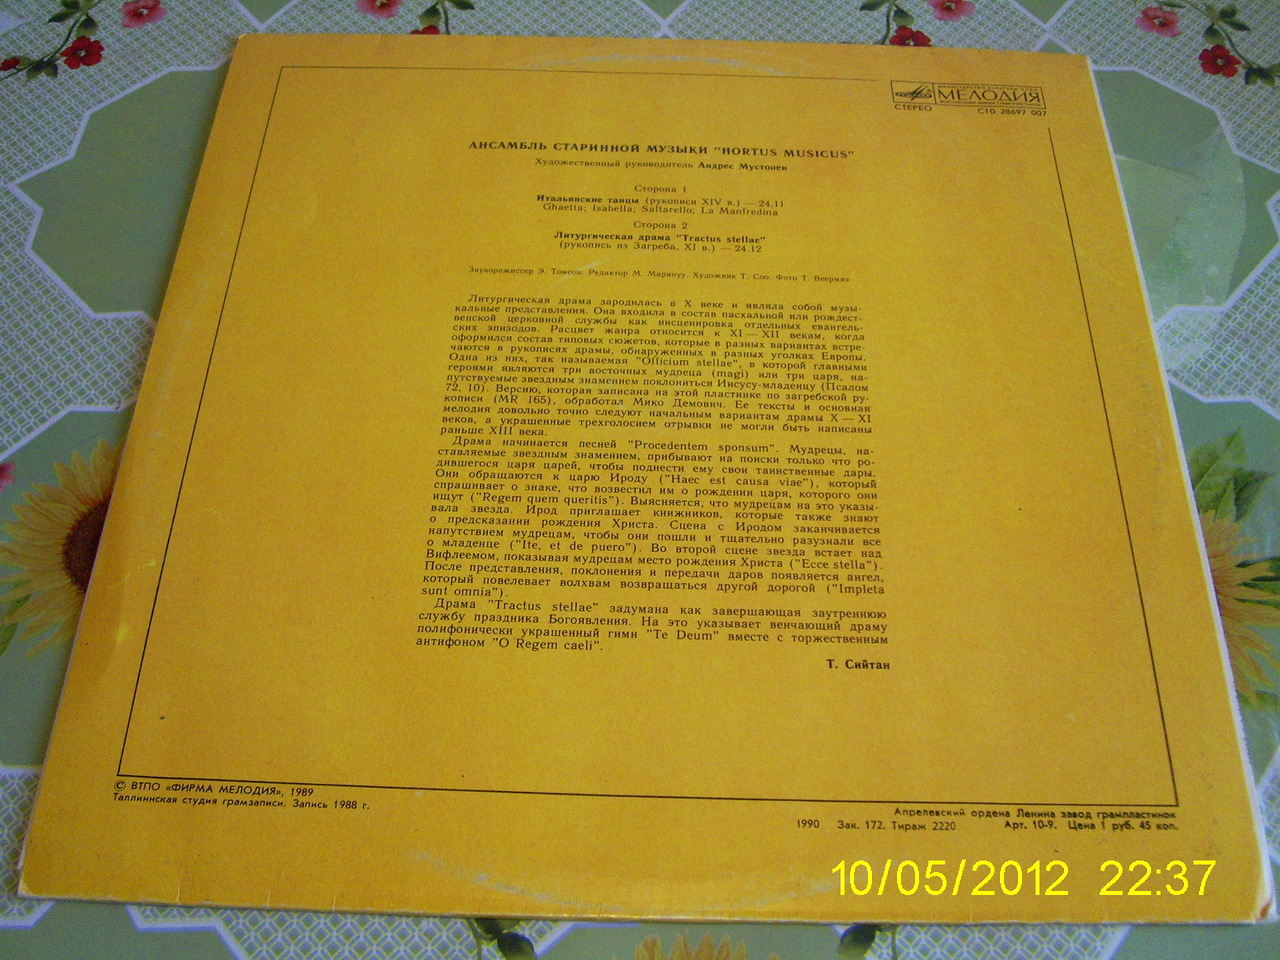 МЕЛОДИЯ
СТЕРЕО
С10 28697 007
АНСАМБЛЬ СТАРИННОЙ МУЗЫКИ "HORTUS MUSICUS"
Художественный руководитель Андрес Мустонен
Сторона 1
Итальянские танцы (рукописи XIV в.) — 24.11
Ghaetta; Isabella; Saltarello; La Manfredina
Сторона 2
Литургическая драма "Tractus stellae"
(рукопись из Загреба, XI в.) — 24.12
Звукорежиссер Э. Томсон. Редактор М. Марипуу. Художник Т. Соо. Фото Т. Веермяэ
Литургическая драма зародилась в X веке и являла собой музы-
кальные представления. Она входила в состав пасхальной или рождест-
венской церковной службы как инсценировка отдельных евангель-
ских эпизодов. Расцвет жанра относится к XI — XII векам, когда
оформился состав типовых сюжетов, которые в разных вариантах встре-
чаются в рукописях драмы, обнаруженных в разных уголках Европы.
Одна из них, так называемая "Officium stellae", в которой главными
героями являются три восточных мудреца (magi) или три царя, на-
путствуемые звездным знамением поклониться Иисусу-младенцу (Псалом
72, 10). Версию, которая записана на этой пластинке по загребской ру-
кописи (MR 165), обработал Мико Демович. Ее тексты и основная
мелодия довольно точно следуют начальным вариантам драмы X — XI
веков, а украшенные трехголосием отрывки не могли быть написаны
раньше XIII века.
Драма начинается песней "Procedentem sponsum". Мудрецы, на-
ставляемые звездным знамением, прибывают на поиски только что ро-
дившегося царя царей, чтобы поднести ему свои таинственные дары.
Они обращаются к царю Ироду ("Haec est causa viae"), который
спрашивает о знаке, что возвестил им о рождении царя, которого они
ищут ("Regem quem queritis"). Выясняется, что мудрецам на это указы-
вала звезда. Ирод приглашает книжников, которые также знают
о предсказании рождения Христа. Сцена с Иродом заканчивается
напутствием мудрецам, чтобы они пошли и тщательно разузнали все
о младенце ("Ite, et de puero"). Во второй сцене звезда встает над
Вифлеемом, показывая мудрецам место рождения Христа ("Ecce stella").
После представления, поклонения и передачи даров появляется ангел,
который повелевает волхвам возвращаться другой дорогой ("Impleta
sunt omnia").
Драма "Tractus stellae" задумана как завершающая заутреннюю
службу праздника Богоявления. На это указывает венчающий драму
полифонически украшенный гимн "Te Deum" вместе с торжественным
антифоном "O Regem caeli".
Т. Сийтан
© ВТПО «ФИРМА МЕЛОДИЯ», 1989
Таллиннская студия грамзаписи. Запись 1988 г.
Апрелевский ордена Ленина завод грампластинок
1990 Зак. 172. Тираж 2220 Арт. 10-9. Цена 1 руб. 45 коп.
10/05/2012 22:37